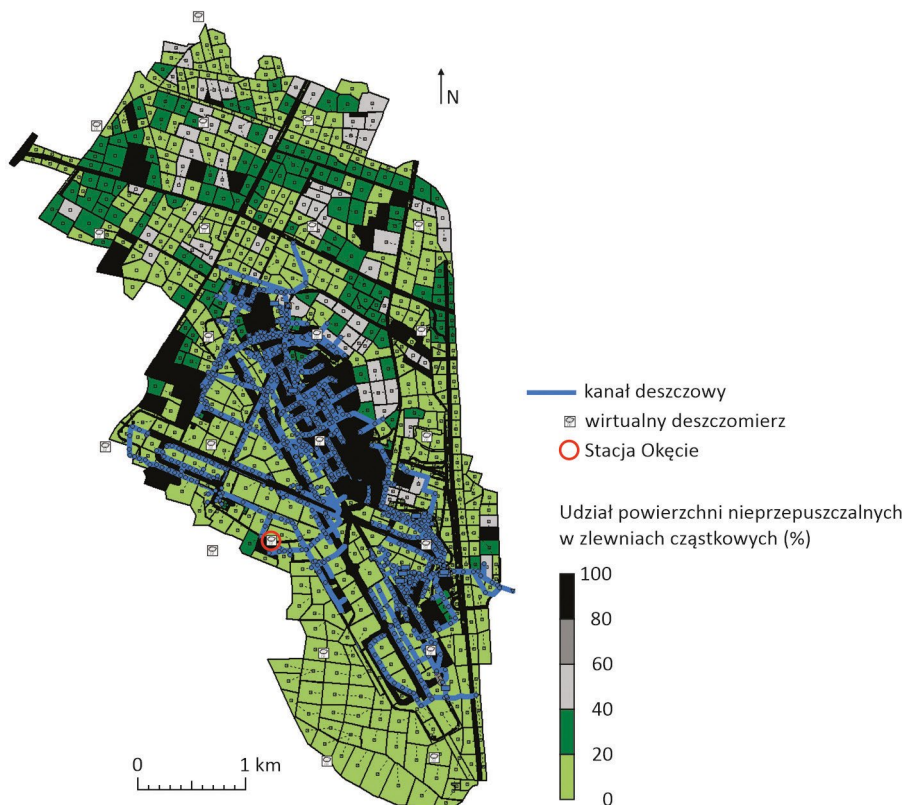 N
kanał deszczowy
wirtualny deszczomierz
Stacja Okęcie
Udział powierzchni nieprzepuszczalnych
w zlewniach cząstkowych (%)
100
80
60
40
20
0
0 1 km